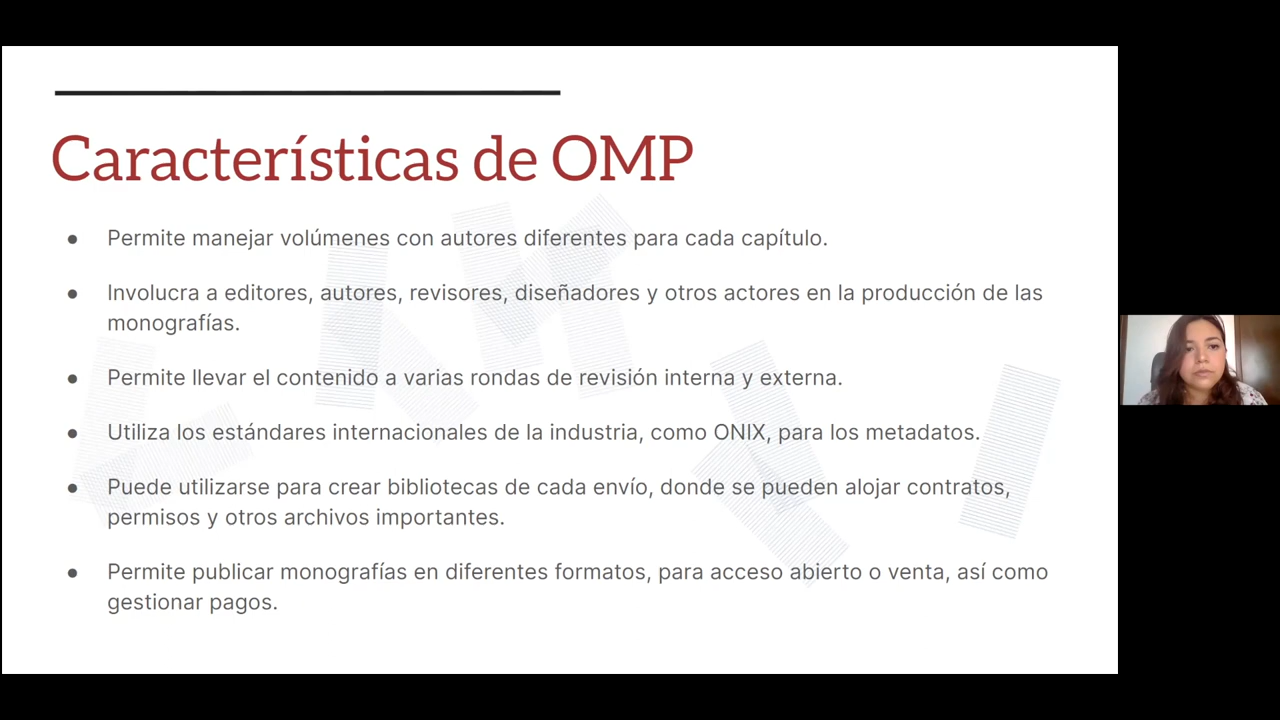 Características de OMP
● Permite manejar volúmenes con autores diferentes para cada capítulo.
● Involucra a editores, autores, revisores, diseñadores y otros actores en la producción de las
monografías.
● Permite llevar el contenido a varias rondas de revisión interna y externa.
● Utiliza los estándares internacionales de la industria, como ONIX, para los metadatos.
● Puede utilizarse para crear bibliotecas de cada envío, donde se pueden alojar contratos,
permisos y otros archivos importantes.
● Permite publicar monografías en diferentes formatos, para acceso abierto o venta, así como
gestionar pagos.